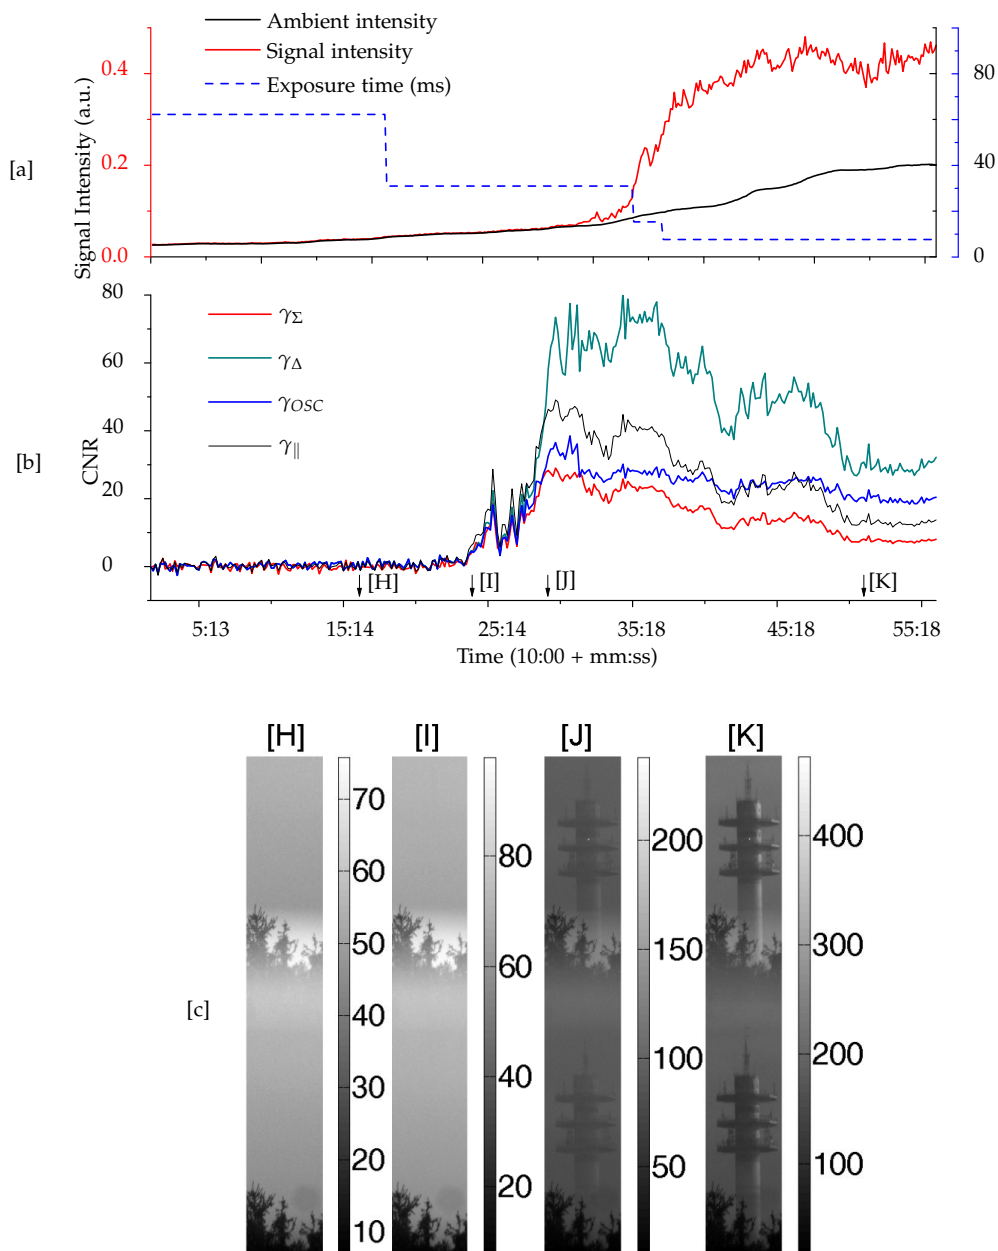 Ambient intensity
Signal intensity
Exposure time (ms)
[a]
Signal Intensity (a.u.)
0.4
0.2
0.0
80
40
0
[b]
CNR
80
60
40
20
0
γΣ
γΔ
γOSC
γ||
[H]
[I]
[J]
[K]
5:13
15:14
25:14
35:18
45:18
55:18
Time (10:00 + mm:ss)
[c]
[H]
[I]
[J]
[K]
70
60
50
40
30
20
10
80
60
40
20
200
150
100
50
400
300
200
100